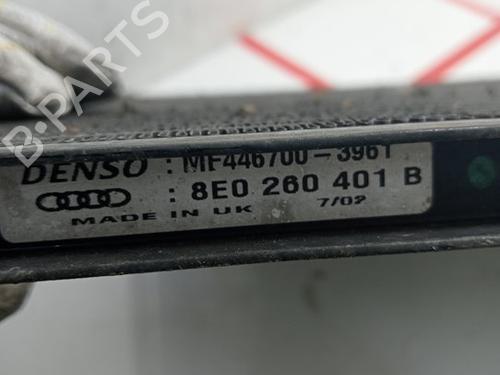 B-PARTS
DENSO : MF446700-3961
: 8E0 260 401 B
MADE IN UK 7/02